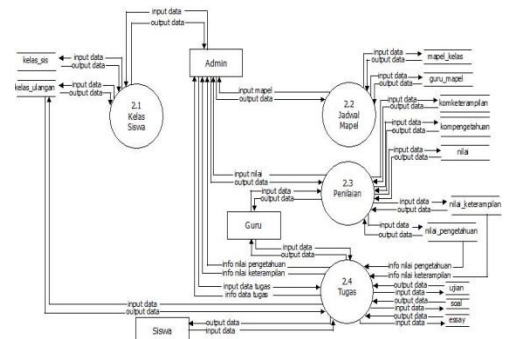 input data
output data
kelas_sis
input data
output data
kelas_ulangan
input data
output data
2.1
Kelas
Siswa
Admin
input mapel
output data
2.2
Jadwal
Mapel
input data
output data
mapel_kelas
input data
output data
guru_mapel
input data
output data
komketerampilan
input data
output data
kompengetahuan
input data
output data
nilai
input nilai
output data
input data
output data
2.3
Penilaian
input data
output data
nilai_keterampilan
input data
output data
nilai_pengetahuan
Guru
input data
output data
info nilai pengetahuan
info nilai keterampilan
info nilai pengetahuan
info nilai keterampilan
input data tugas
info data tugas
2.4
Tugas
output data
input data
ujian
output data
input data
soal
output data
input data
essay
input data
output data
Siswa
output data
input data